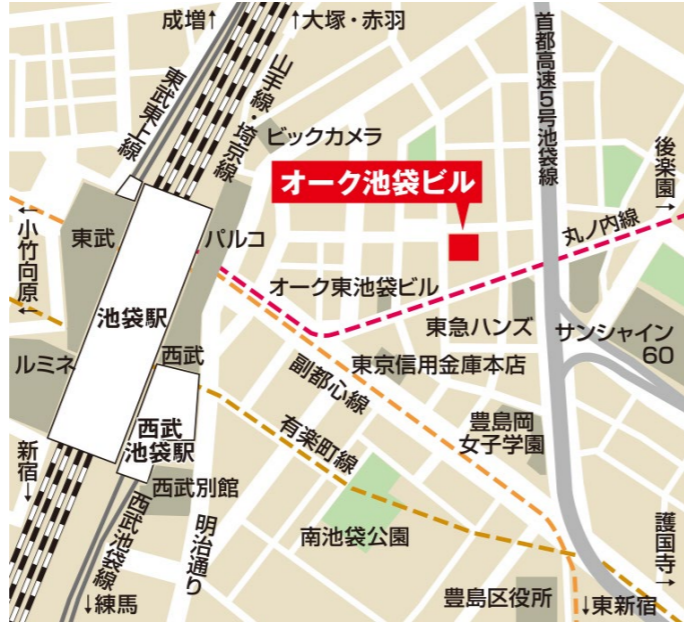 成増↑
↑大塚・赤羽
東武東上線
山手線・埼京線
首都高速5号池袋線
ビックカメラ
後楽園→
オーク池袋ビル
丸ノ内線
←小竹向原←
東武
パルコ
池袋駅
オーク東池袋ビル
東急ハンズ
サンシャイン
60
ルミネ
西武
副都心線
東京信用金庫本店
有楽町線
豊島岡
女子学園
西武
池袋駅
新宿→
西武別館
西武池袋線
明治通り
南池袋公園
護国寺→
↓練馬
豊島区役所
↓東新宿